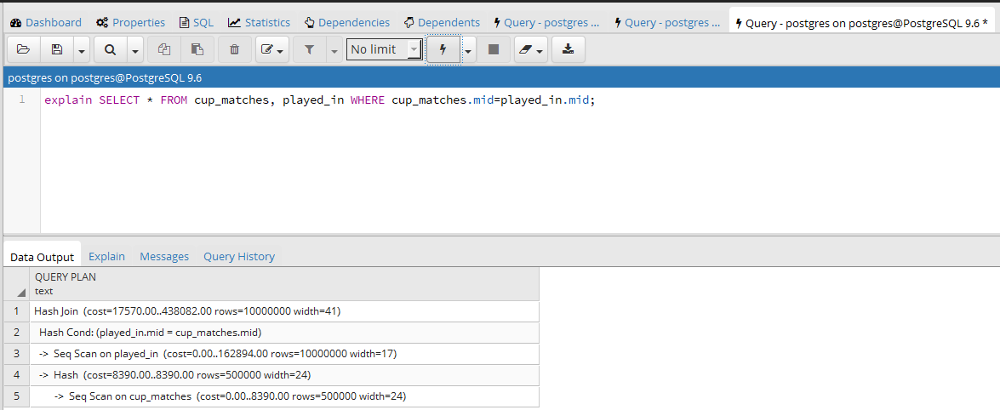 Dashboard Properties SQL Statistics Dependencies Dependents Query - postgres ... Query - postgres ... Query - postgres on postgres@PostgreSQL 9.6 *
No limit
postgres on postgres@PostgreSQL 9.6
1 explain SELECT * FROM cup_matches, played_in WHERE cup_matches.mid=played_in.mid;
Data Output Explain Messages Query History
QUERY PLAN
text
1 Hash Join (cost=17570.00..438082.00 rows=10000000 width=41)
2 Hash Cond: (played_in.mid = cup_matches.mid)
3 -> Seq Scan on played_in (cost=0.00..162894.00 rows=10000000 width=17)
4 -> Hash (cost=8390.00..8390.00 rows=500000 width=24)
5 -> Seq Scan on cup_matches (cost=0.00..8390.00 rows=500000 width=24)